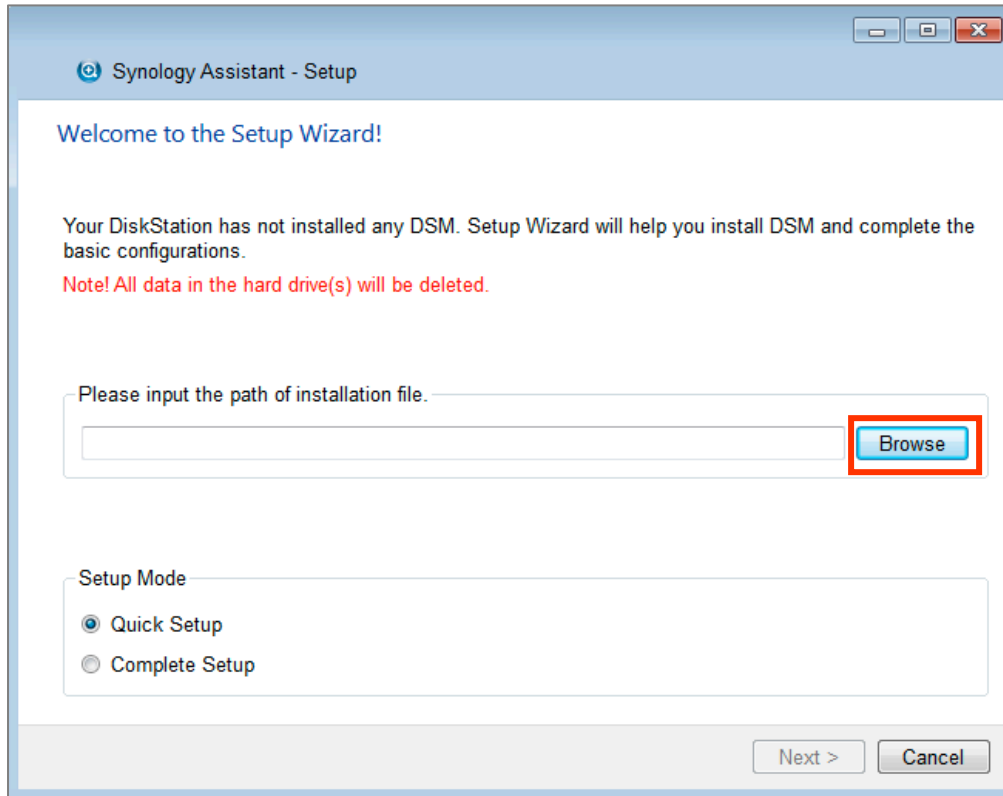 Synology Assistant - Setup
Welcome to the Setup Wizard!
Your DiskStation has not installed any DSM. Setup Wizard will help you install DSM and complete the
basic configurations.
Note! All data in the hard drive(s) will be deleted.
Please input the path of installation file.
Browse
Setup Mode
Quick Setup
Complete Setup
Next >
Cancel